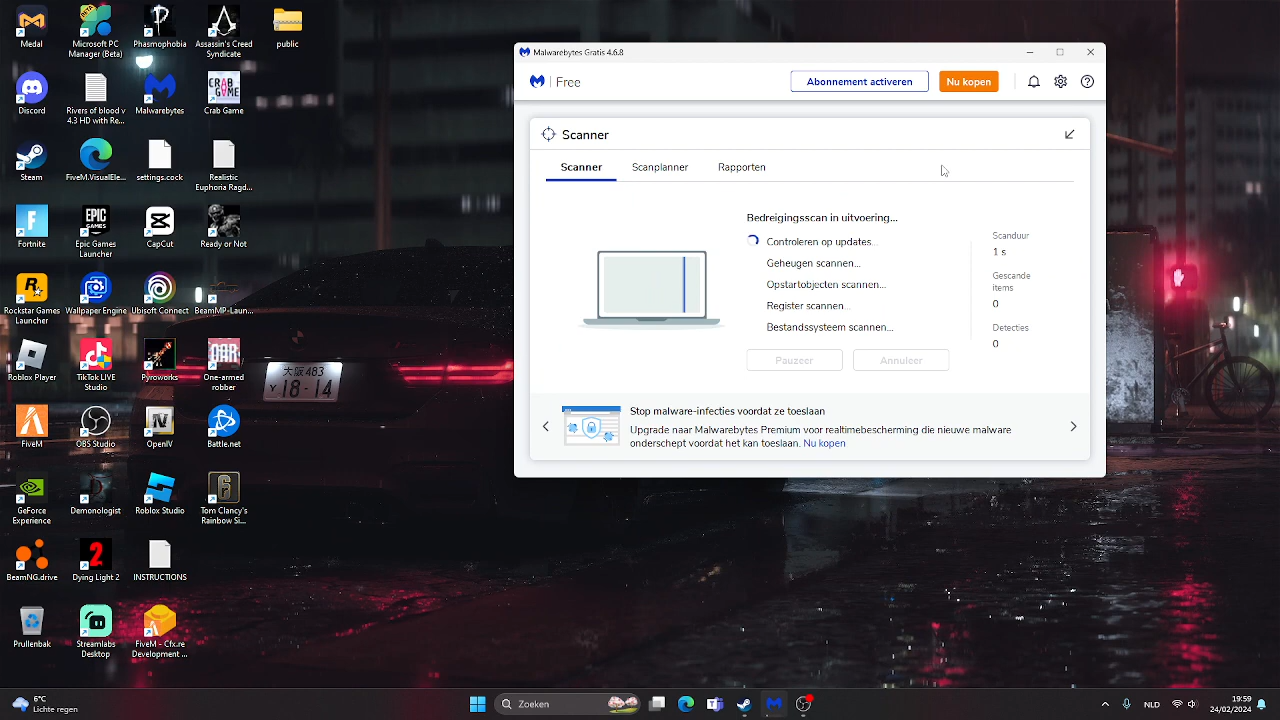 Medal
Microsoft PC
Manager (Beta)
Phasmophobia
Assassin's Creed
Syndicate
public
Discord
Rivers of blood v
4.3 HD with Re...
Malwarebytes
CRAB
GAME
Crab Game
Steam
FiveM.VisualEle...
settings.cock
Realistic
Euphoria Ragd...
Fortnite
EPIC
GAMES
Epic Games
Launcher
CapCut
Ready or Not
Rockstar Games
Launcher
Wallpaper Engine
Ubisoft Connect
BeamMP-Laun...
Roblox Player
TikTok LIVE
Studio
Pyroworks
One-armed
robber
FiveM
OBS Studio
IV
OpenIV
Battle.net
GeForce
Experience
Demonologist
Roblox Studio
Tom Clancy's
Rainbow Si...
BeamNG.drive
2
Dying Light 2
INSTRUCTIONS
Prullenbak
Streamlabs
Desktop
FiveM - Cfx.re
Development ...
大阪 483
Y 18-14
Malwarebytes Gratis 4.6.8
Free
Abonnement activeren
Nu kopen
Scanner
Scanner
Scanplanner
Rapporten
Bedreigingsscan in uitvoering...
Controleren op updates...
Geheugen scannen...
Opstartobjecten scannen...
Register scannen...
Bestandssysteem scannen...
Scanduur
1 s
Gescande
items
0
Detecties
0
Pauzeer
Annuleer
Stop malware-infecties voordat ze toeslaan
Upgrade naar Malwarebytes Premium voor realtimebescherming die nieuwe malware
onderschept voordat het kan toeslaan. Nu kopen
5°C
Lichte regen
Zoeken
NLD
19:59
24/02/2024